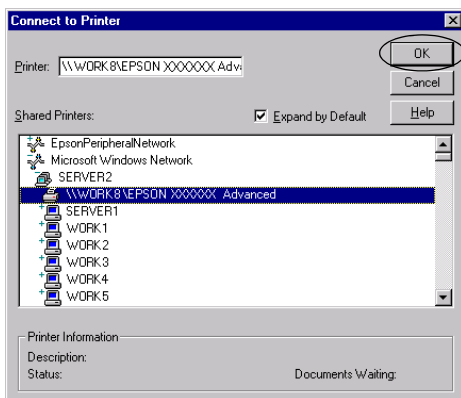 Connect to Printer
Printer: \\WORK8\EPSON XXXXXX Adv
OK
Cancel
Help
Shared Printers:
Expand by Default
EpsonPeripheralNetwork
Microsoft Windows Network
SERVER2
\\WORK8\EPSON XXXXXX Advanced
SERVER1
WORK1
WORK2
WORK3
WORK4
WORK5
Printer Information
Description:
Status: Documents Waiting: